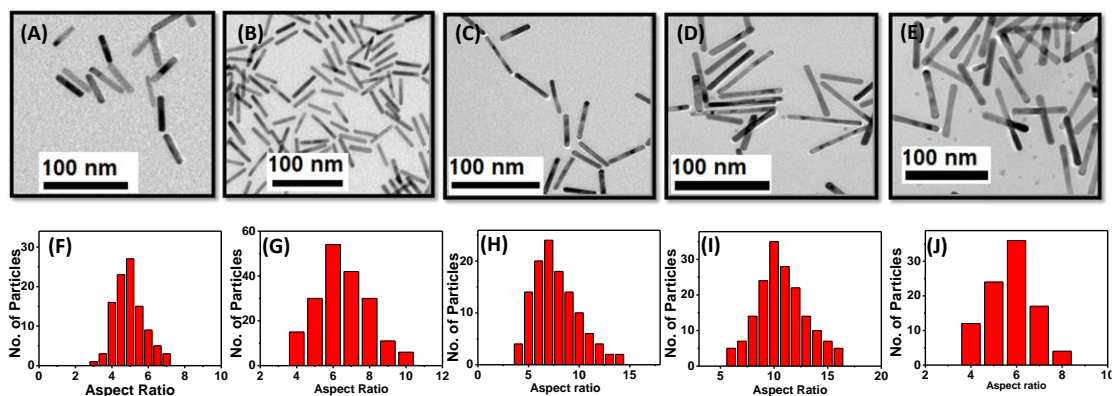 (A) (B) (C) (D) (E)
100 nm 100 nm 100 nm 100 nm 100 nm
(F) (G) (H) (I) (J)
No. of Particles
30
20
10
0
0 2 4 6 8 10
Aspect Ratio
No. of Particles
60
40
20
0
2 4 6 8 10 12
Aspect Ratio
No. of Particles
20
10
0
0 5 10 15
Aspect ratio
No. of Particles
30
20
10
0
5 10 15 20
Aspect ratio
No. of Particles
30
20
10
0
2 4 6 8 10
Aspect ratio